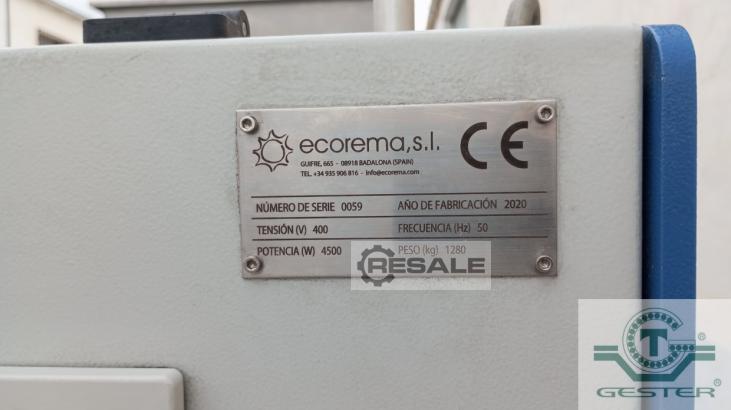 ecorema,s.l. CE
GUIFRE, 665 - 08918 BADALONA (SPAIN)
TEL. +34 935 906 816 - info@ecorema.com
NÚMERO DE SERIE 0059 AÑO DE FABRICACIÓN 2020
TENSIÓN (V) 400 FRECUENCIA (Hz) 50
POTENCIA (W) 4500 PESO (kg) 1280
RESALE
GT
GESTER®